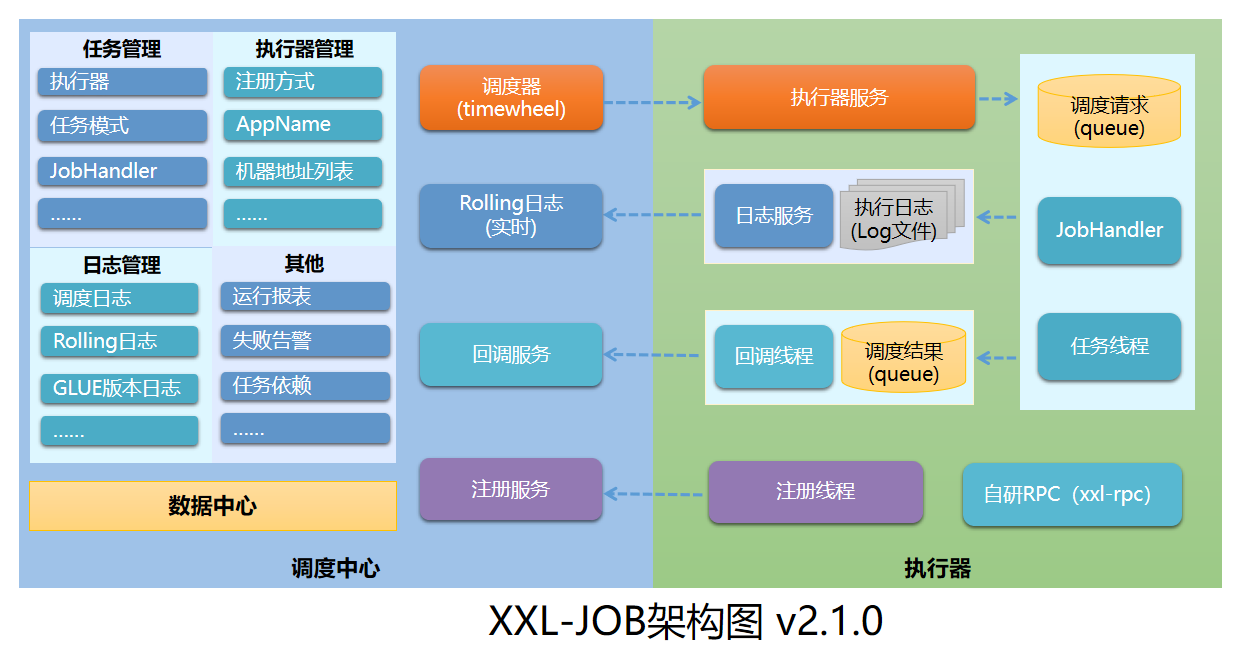 任务管理
执行器
任务模式
JobHandler
......
执行器管理
注册方式
AppName
机器地址列表
......
日志管理
调度日志
Rolling日志
GLUE版本日志
......
其他
运行报表
失败告警
任务依赖
......
数据中心
调度器
(timewheel)
Rolling日志
(实时)
回调服务
注册服务
调度中心
执行器服务
日志服务
执行日志
(Log文件)
回调线程
调度结果
(queue)
注册线程
调度请求
(queue)
JobHandler
任务线程
自研RPC（xxl-rpc）
执行器
XXL-JOB架构图 v2.1.0